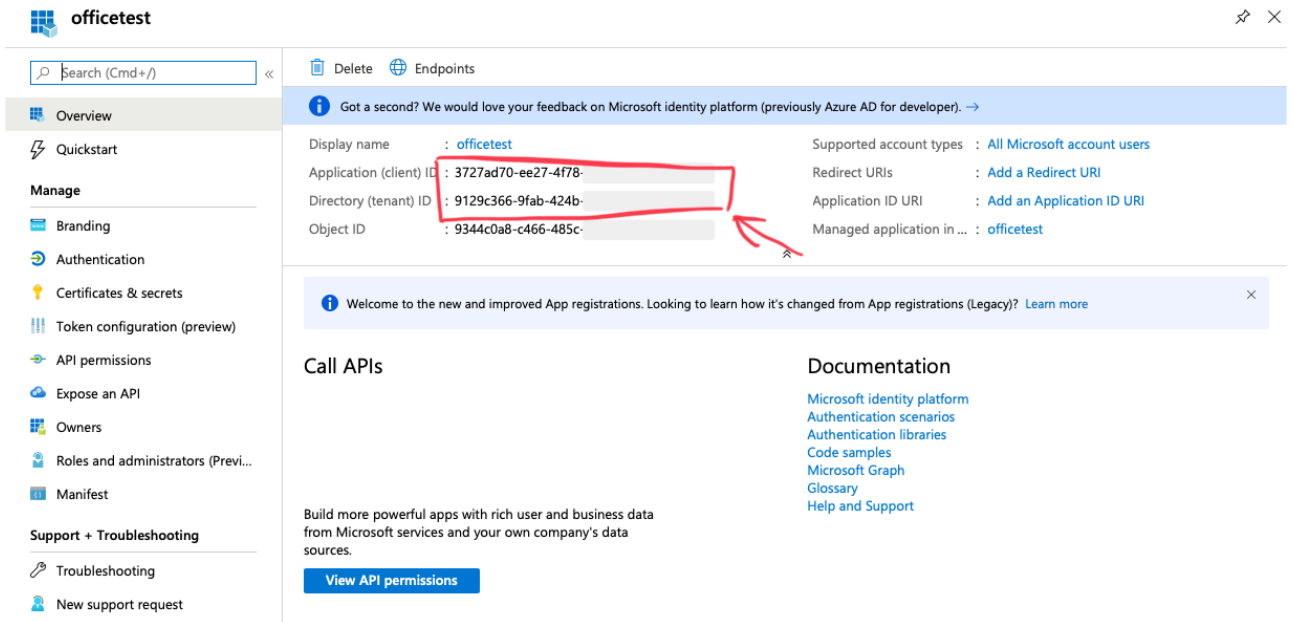 officetest
Search (Cmd+/)
«
Overview
Quickstart
Manage
Branding
Authentication
Certificates & secrets
Token configuration (preview)
API permissions
Expose an API
Owners
Roles and administrators (Previ...
Manifest
Support + Troubleshooting
Troubleshooting
New support request
Delete Endpoints
Got a second? We would love your feedback on Microsoft identity platform (previously Azure AD for developer). →
Display name : officetest
Application (client) ID : 3727ad70-ee27-4f78-
Directory (tenant) ID : 9129c366-9fab-424b-
Object ID : 9344c0a8-c466-485c-
Supported account types : All Microsoft account users
Redirect URIs : Add a Redirect URI
Application ID URI : Add an Application ID URI
Managed application in ... : officetest
Welcome to the new and improved App registrations. Looking to learn how it's changed from App registrations (Legacy)? Learn more
Call APIs
Build more powerful apps with rich user and business data
from Microsoft services and your own company's data
sources.
View API permissions
Documentation
Microsoft identity platform
Authentication scenarios
Authentication libraries
Code samples
Microsoft Graph
Glossary
Help and Support